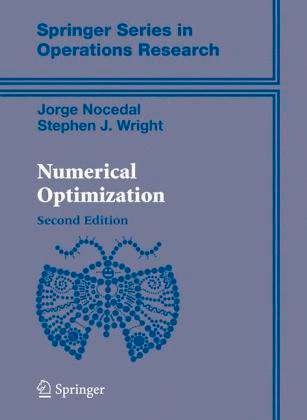 Springer Series in
Operations Research
Jorge Nocedal
Stephen J. Wright
Numerical
Optimization
Second Edition
Springer